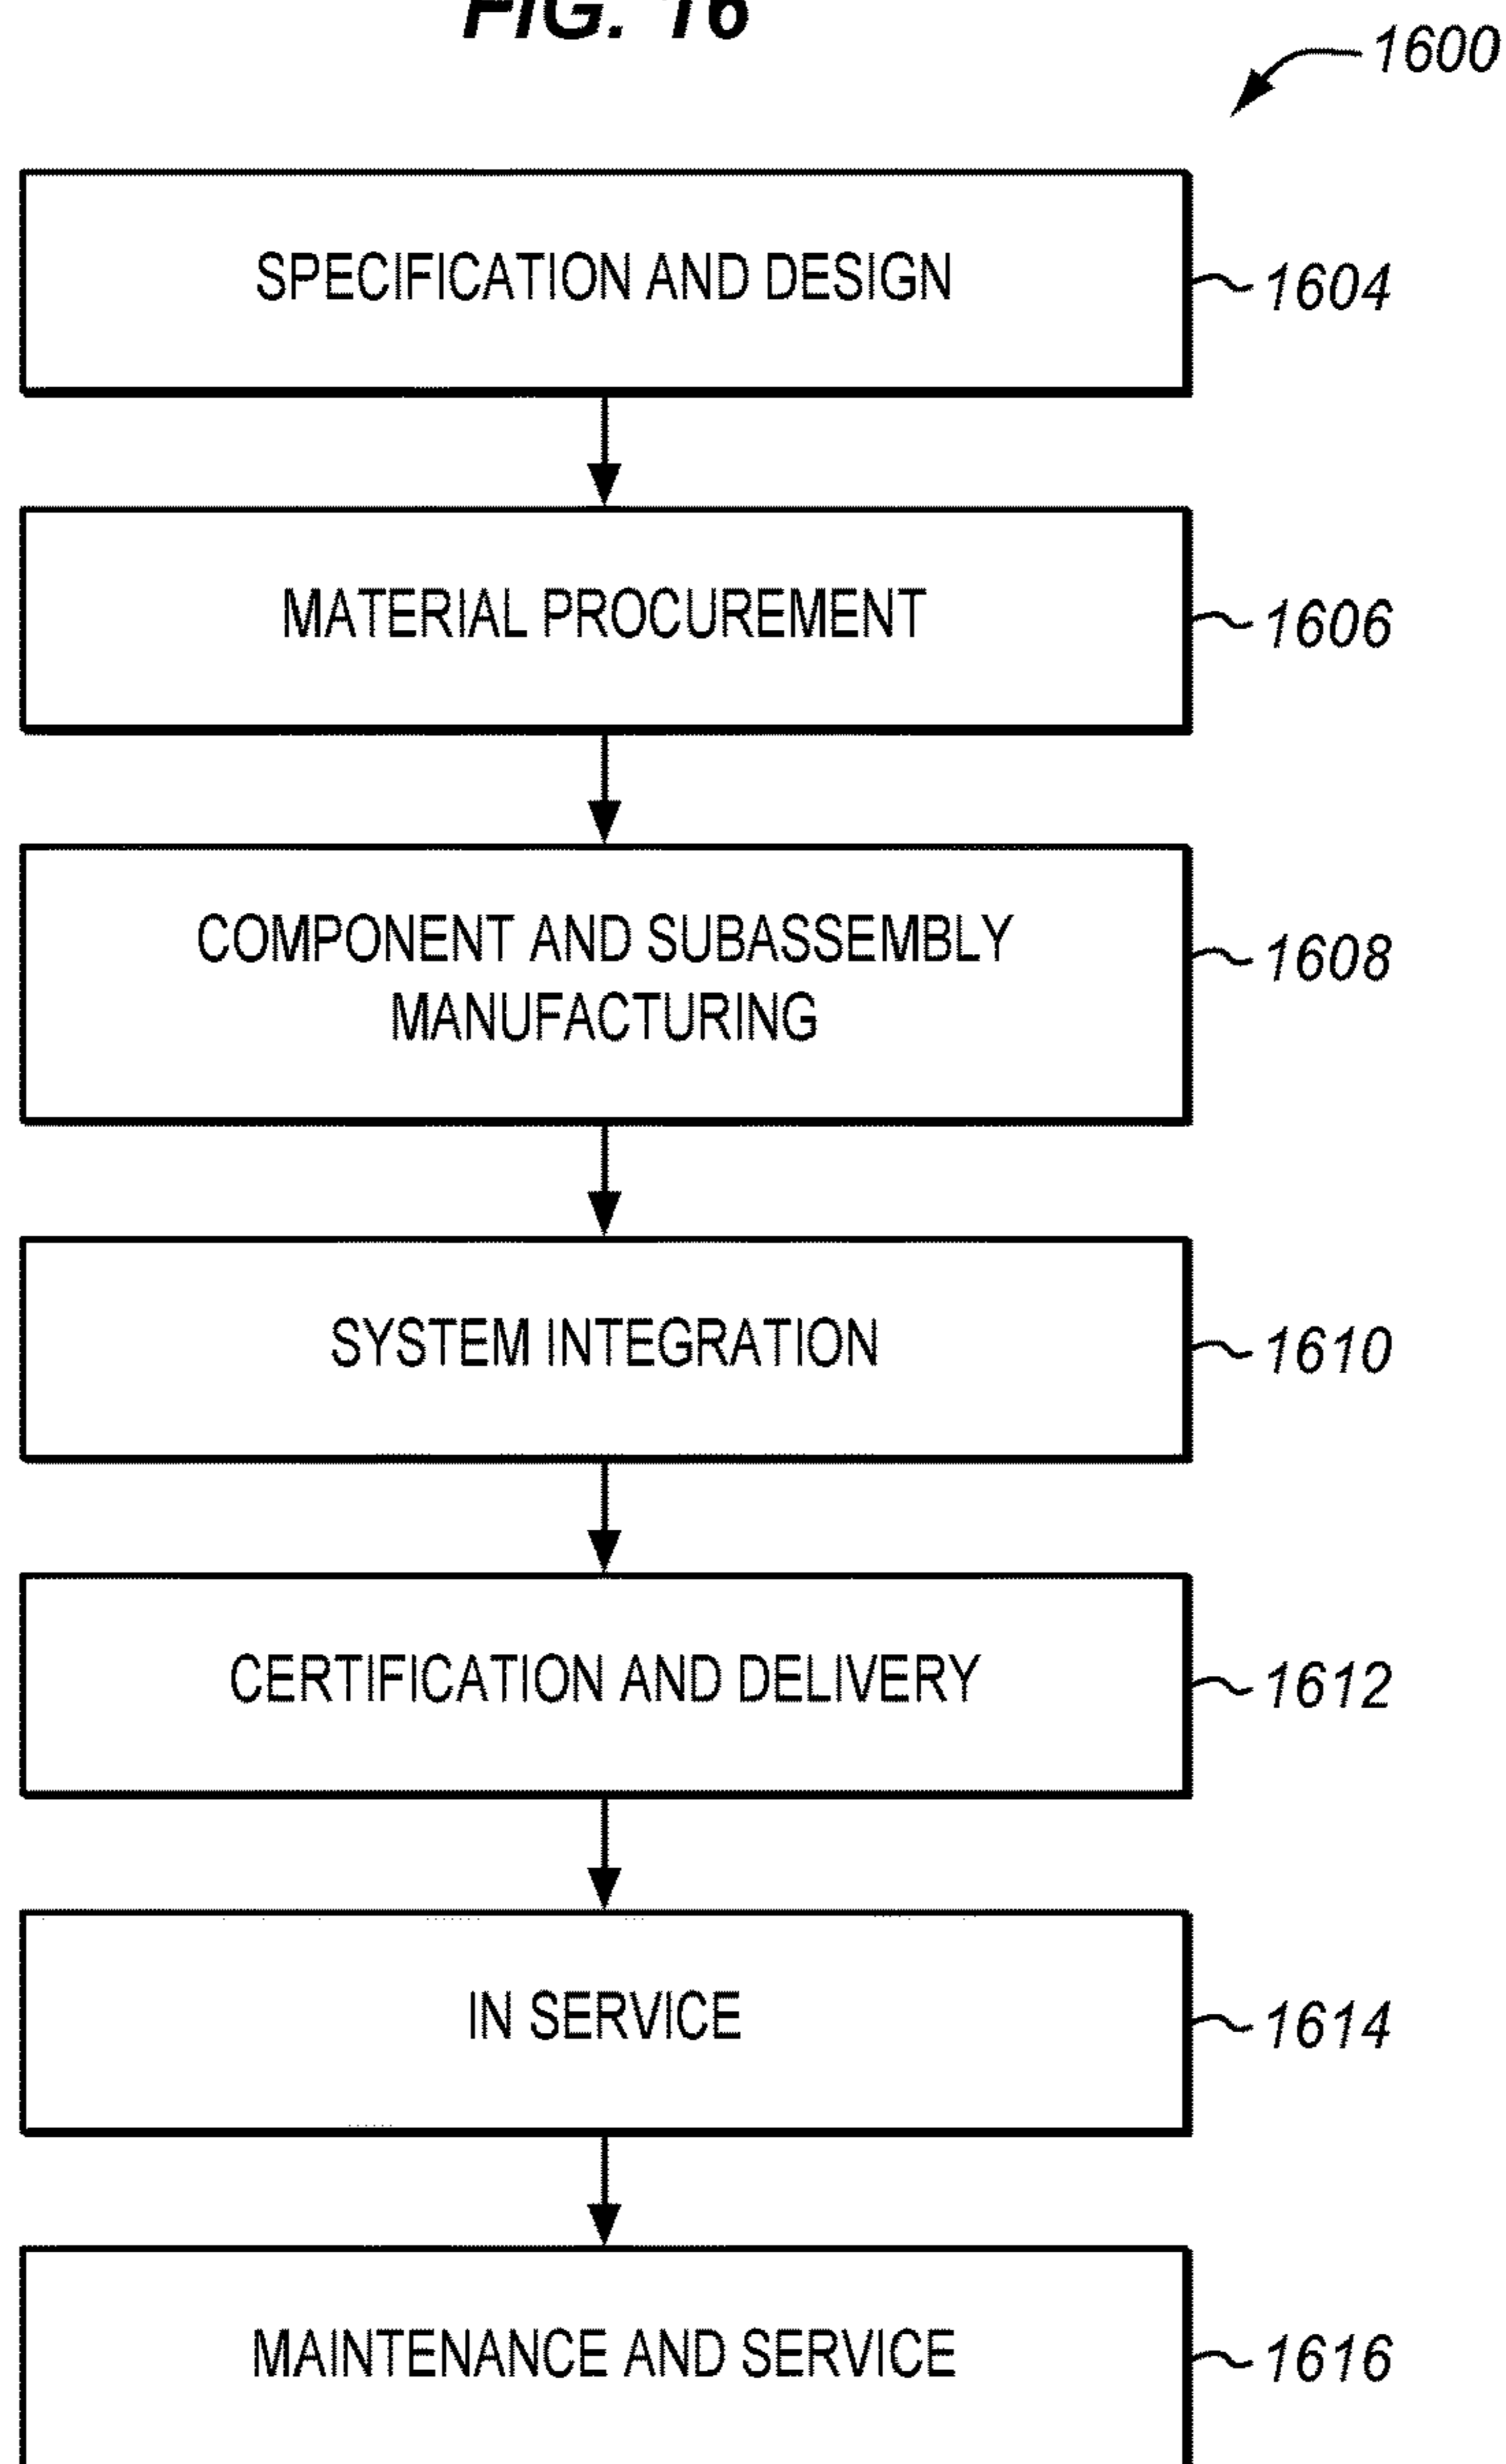 FIG. 16
1600
SPECIFICATION AND DESIGN
1604
MATERIAL PROCUREMENT
1606
COMPONENT AND SUBASSEMBLY
MANUFACTURING
1608
SYSTEM INTEGRATION
1610
CERTIFICATION AND DELIVERY
1612
IN SERVICE
1614
MAINTENANCE AND SERVICE
1616